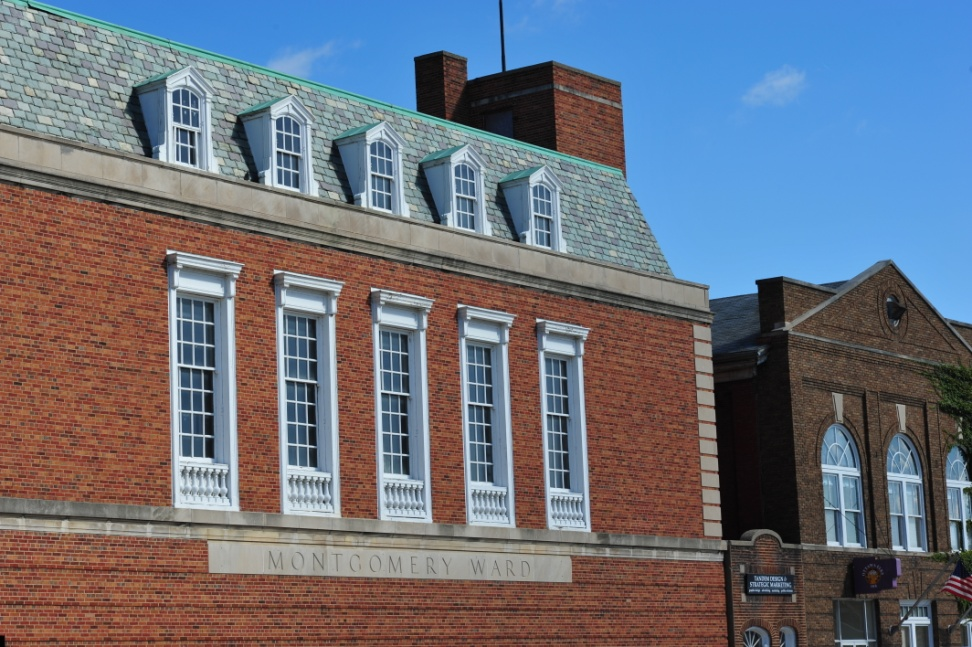 MONTGOMERY WARD
TANDEM DESIGN &
STRATEGIC MARKETING